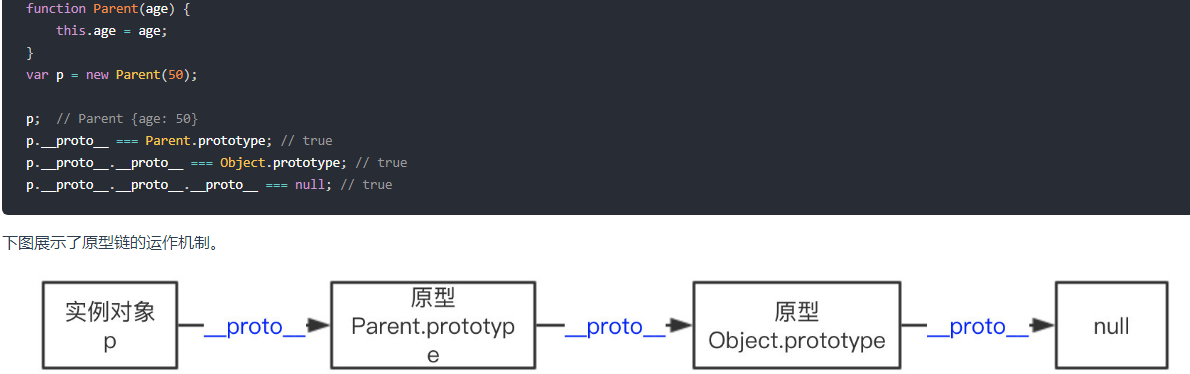 function Parent(age) {
    this.age = age;
}
var p = new Parent(50);
p;  // Parent {age: 50}
p.__proto__ === Parent.prototype; // true
p.__proto__.__proto__ === Object.prototype; // true
p.__proto__.__proto__.__proto__ === null; // true
下图展示了原型链的运作机制。
实例对象
p
__proto__
原型
Parent.prototyp
e
__proto__
原型
Object.prototype
__proto__
null